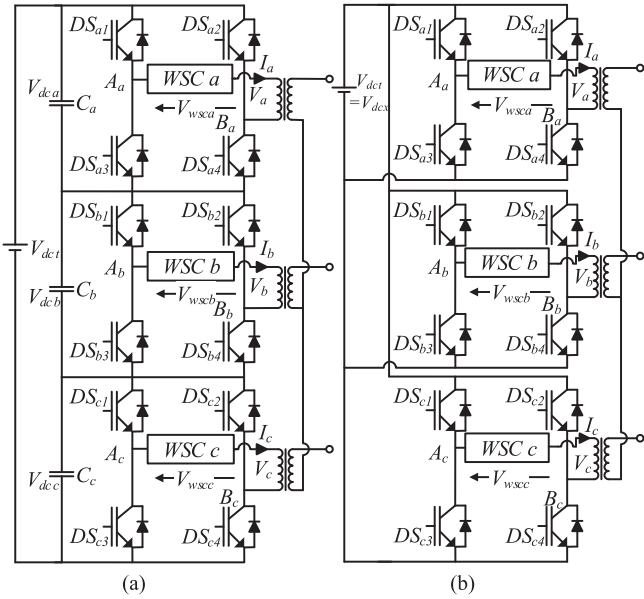 DSa1
DSa2
Ia
Aa
WSC a
Va
Vdca
Ca
Vwsca
Ba
DSa3
DSa4
DSb1
DSb2
Ib
Vdct
Ab
WSC b
Vb
Vdcb
Cb
Vwscb
Bb
DSb3
DSb4
DSc1
DSc2
Ic
Ac
WSC c
Vc
Vdcc
Cc
Vwscc
Bc
DSc3
DSc4
(a)
DSa1
DSa2
Ia
Aa
WSC a
Va
Vdct
=Vdcx
Vwsca
Ba
DSa3
DSa4
DSb1
DSb2
Ib
Ab
WSC b
Vb
Vwscb
Bb
DSb3
DSb4
DSc1
DSc2
Ic
Ac
WSC c
Vc
Vwscc
Bc
DSc3
DSc4
(b)